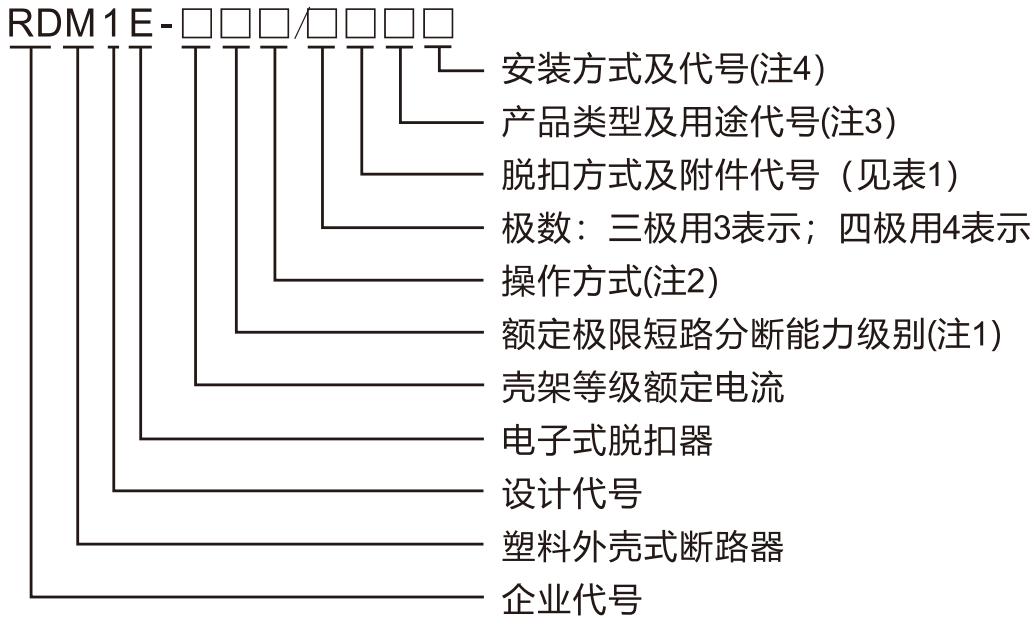 RDM1E-□□□/□□□□
安装方式及代号(注4)
产品类型及用途代号(注3)
脱扣方式及附件代号（见表1)
极数：三极用3表示；四极用4表示
操作方式(注2)
额定极限短路分断能力级别(注1)
壳架等级额定电流
电子式脱扣器
设计代号
塑料外壳式断路器
企业代号